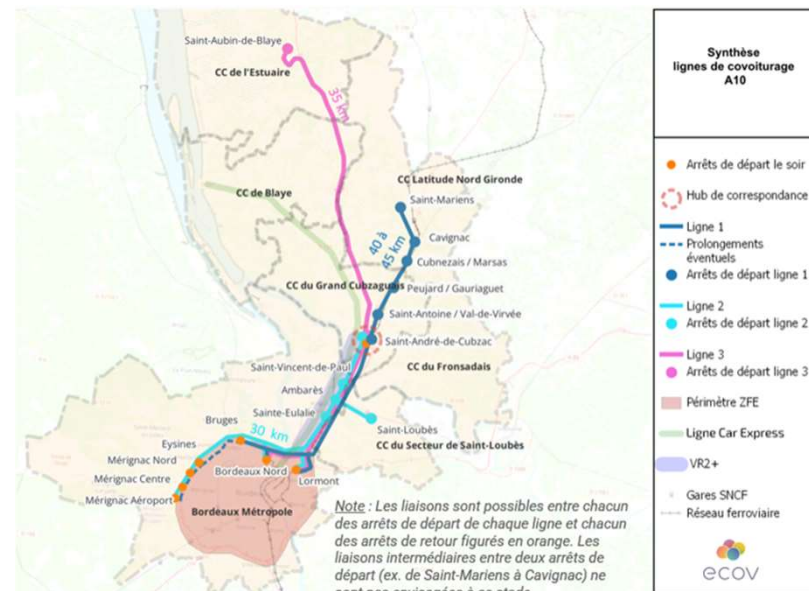 Saint-Aubin-de-Blaye
CC de l'Estuaire
35 km
CC Latitude Nord Gironde
CC de Blaye
Saint-Mariens
40 à
45 km
Cavignac
Cubnezais / Marsas
CC du Grand Cubzaguais
Peujard / Gauriaguet
Saint-Antoine / Val-de-Virvée
Saint-André-de-Cubzac
Saint-Vincent-de-Paul
CC du Fronsadais
Ambarès
Sainte-Eulalie
Bruges
30 km
Saint-Loubès
CC du Secteur de Saint-Loubès
Eysines
Mérignac Nord
Bordeaux Nord
Lormont
Mérignac Centre
Mérignac Aéroport
Bordeaux Métropole
Note : Les liaisons sont possibles entre chacun
des arrêts de départ de chaque ligne et chacun
des arrêts de retour figurés en orange. Les
liaisons intermédiaires entre deux arrêts de
départ (ex. de Saint-Mariens à Cavignac) ne
sont pas envisagées à ce stade
Synthèse
lignes de covoiturage
A10
Arrêts de départ le soir
Hub de correspondance
Ligne 1
Prolongements
éventuels
Arrêts de départ ligne 1
Ligne 2
Arrêts de départ ligne 2
Ligne 3
Arrêts de départ ligne 3
Périmètre ZFE
Ligne Car Express
VR2+
Gares SNCF
Réseau ferroviaire
ecov